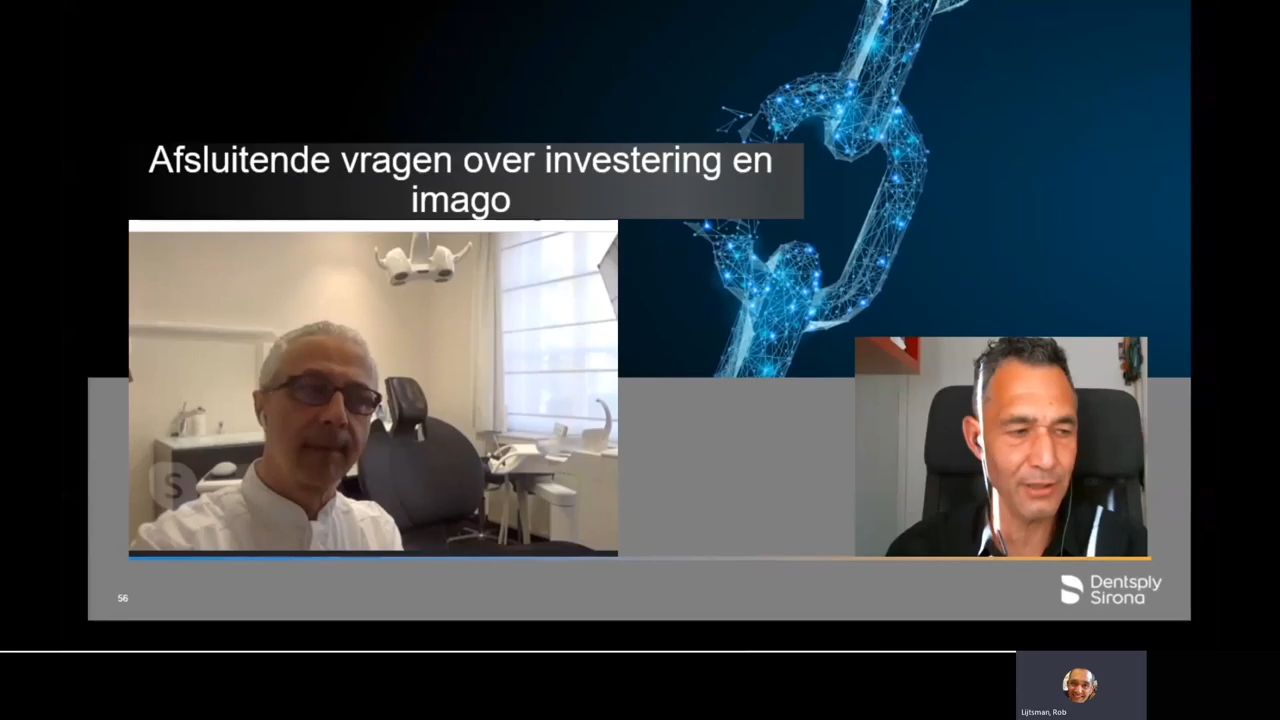 Afsluitende vragen over investering en
imago
S
56
Dentsply
Sirona
Lijtsman, Rob